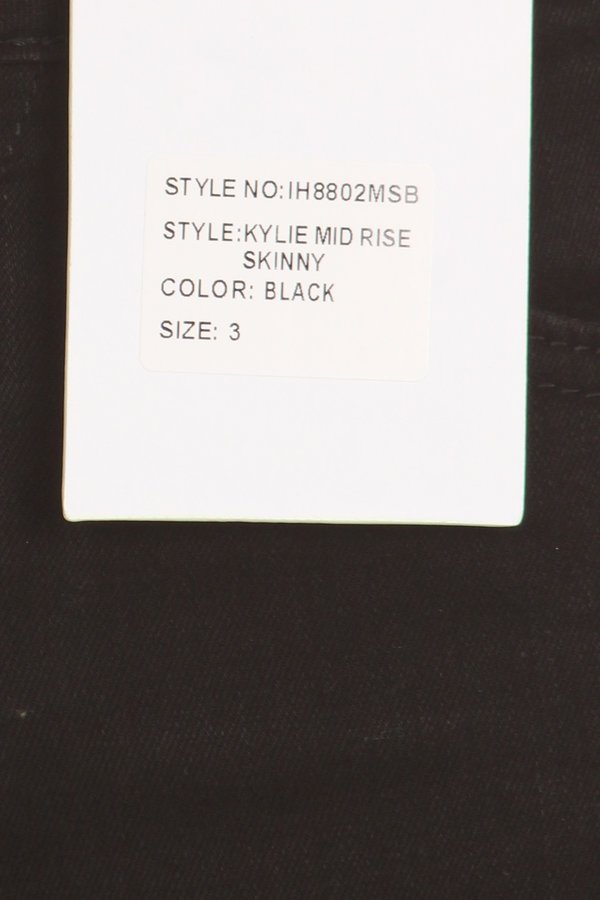 STYLE NO:IH8802MSB
STYLE:KYLIE MID RISE
SKINNY
COLOR: BLACK
SIZE: 3